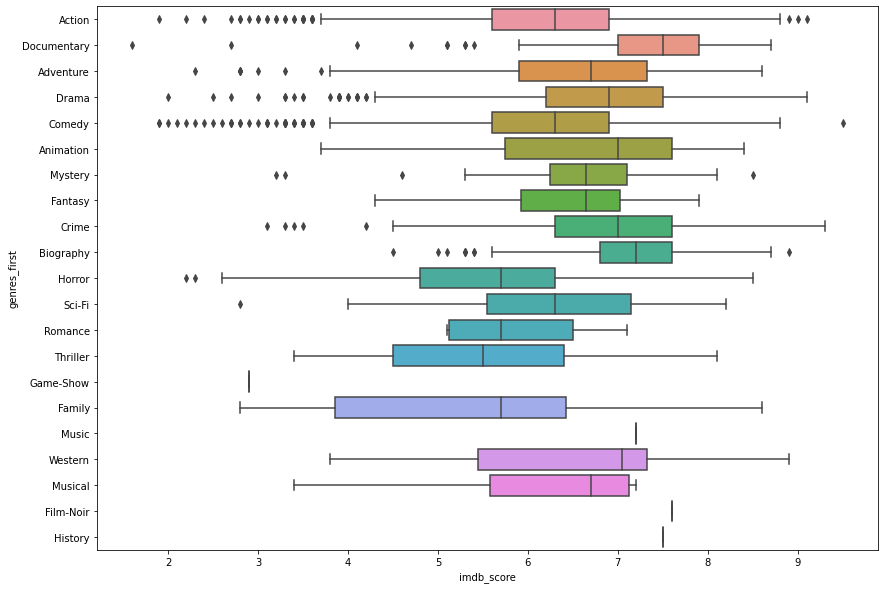 Action
Documentary
Adventure
Drama
Comedy
Animation
Mystery
Fantasy
Crime
Biography
Horror
Sci-Fi
Romance
Thriller
Game-Show
Family
Music
Western
Musical
Film-Noir
History
genres_first
2 3 4 5 6 7 8 9
imdb_score